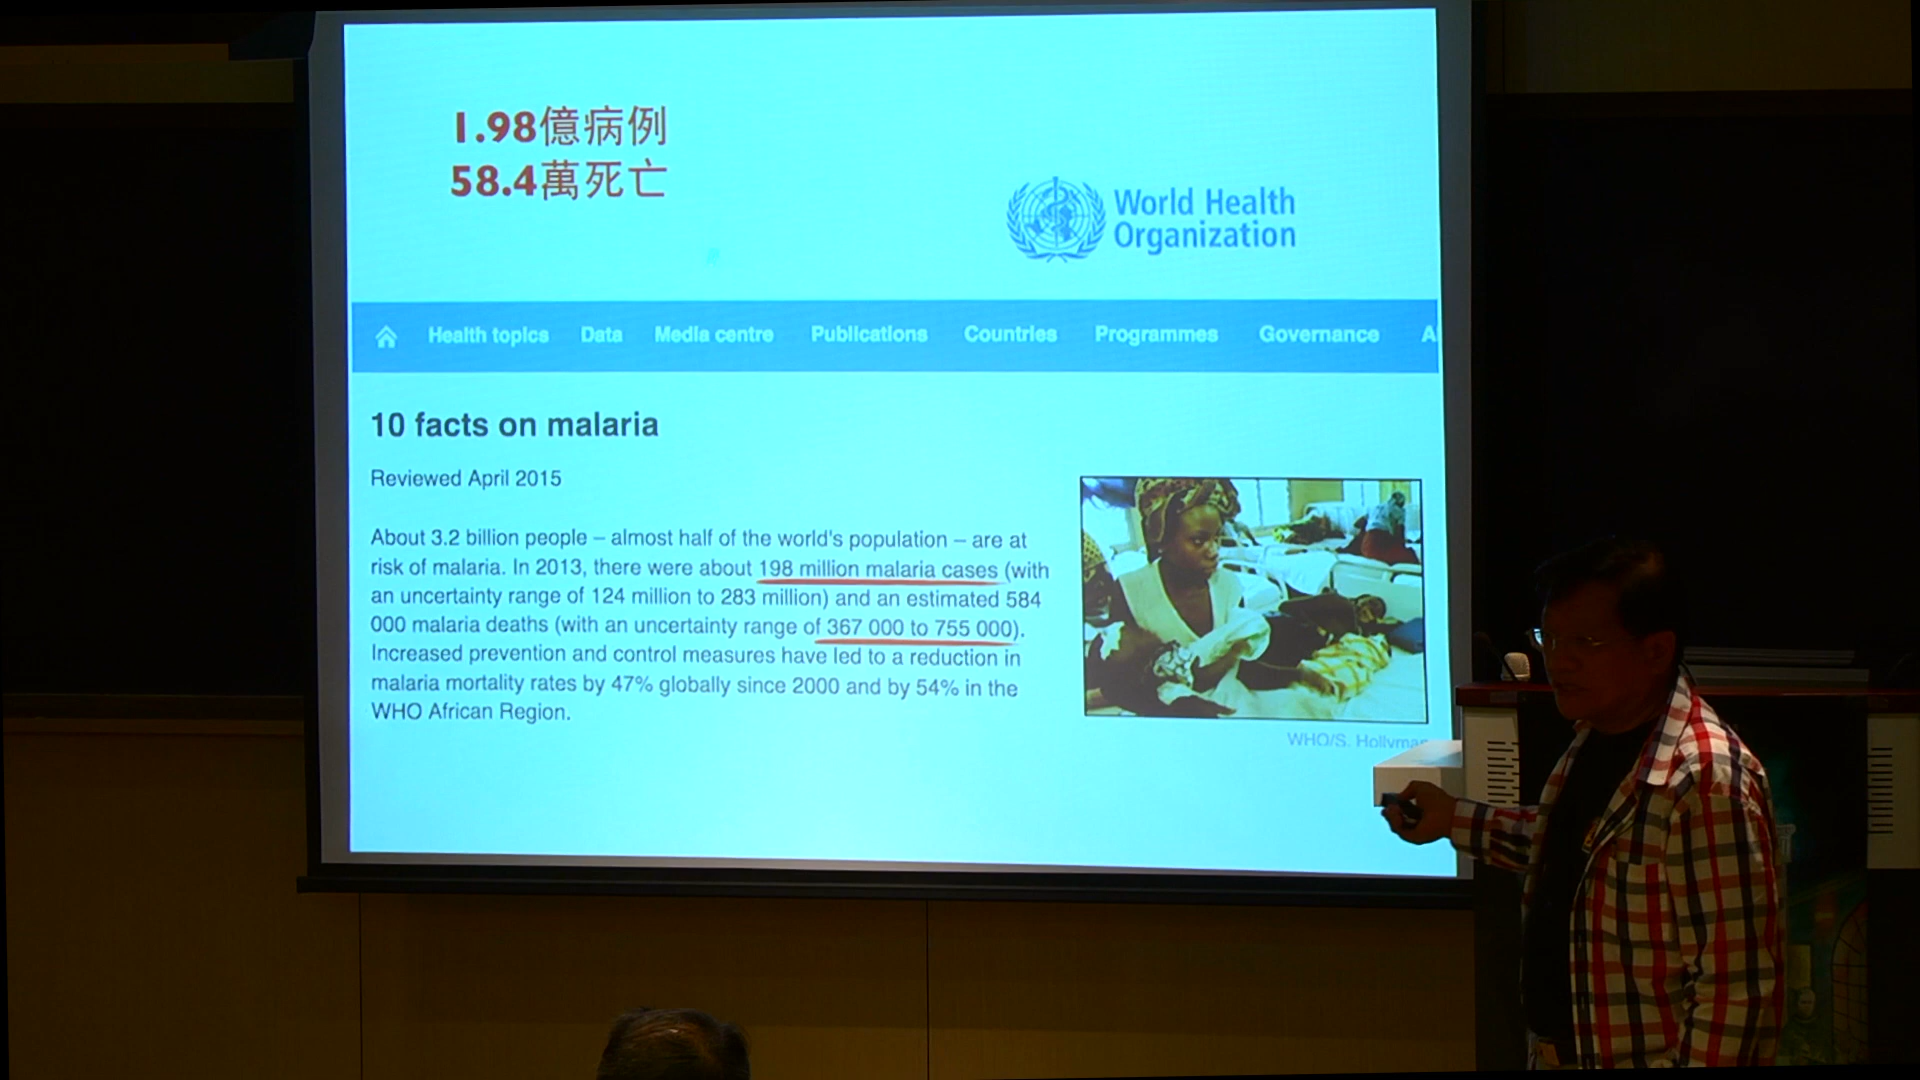 1.98億病例
58.4萬死亡
World Health
Organization
Health topics Data Media centre Publications Countries Programmes Governance
10 facts on malaria
Reviewed April 2015
About 3.2 billion people – almost half of the world's population – are at
risk of malaria. In 2013, there were about 198 million malaria cases (with
an uncertainty range of 124 million to 283 million) and an estimated 584
000 malaria deaths (with an uncertainty range of 367 000 to 755 000).
Increased prevention and control measures have led to a reduction in
malaria mortality rates by 47% globally since 2000 and by 54% in the
WHO African Region.
WHO/S.